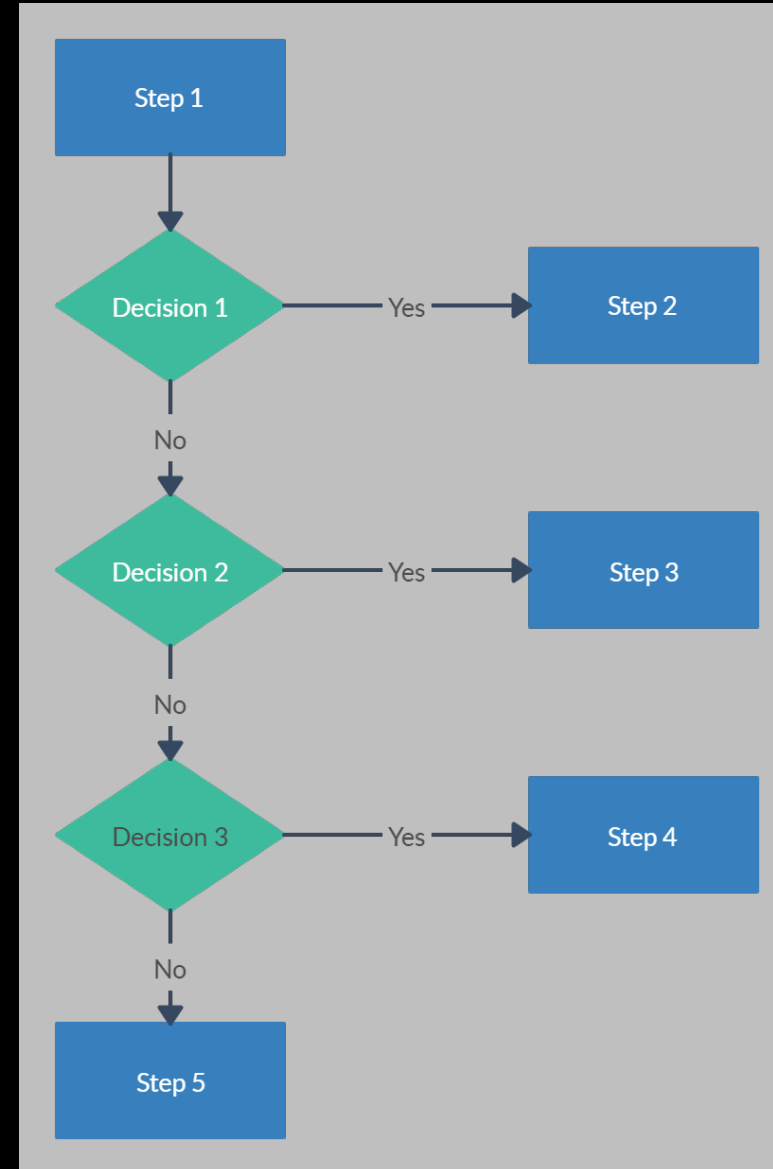 Step 1
Decision 1
Yes
Step 2
No
Decision 2
Yes
Step 3
No
Decision 3
Yes
Step 4
No
Step 5